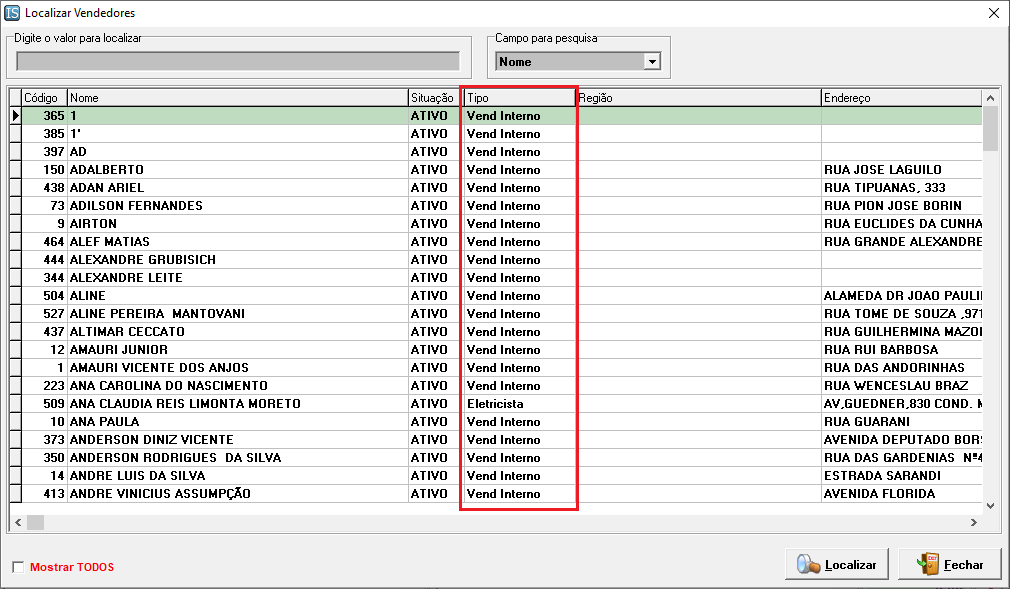 IS Localizar Vendedores
Digite o valor para localizar
Campo para pesquisa
Nome
Código Nome Situação Tipo Região Endereço
365 1 ATIVO Vend Interno
385 1' ATIVO Vend Interno
397 AD ATIVO Vend Interno
150 ADALBERTO ATIVO Vend Interno RUA JOSE LAGUILO
438 ADAN ARIEL ATIVO Vend Interno RUA TIPUANAS, 333
73 ADILSON FERNANDES ATIVO Vend Interno RUA PION JOSE BORIN
9 AIRTON ATIVO Vend Interno RUA EUCLIDES DA CUNHA
464 ALEF MATIAS ATIVO Vend Interno RUA GRANDE ALEXANDRE
444 ALEXANDRE GRUBISICH ATIVO Vend Interno
344 ALEXANDRE LEITE ATIVO Vend Interno
504 ALINE ATIVO Vend Interno ALAMEDA DR JOAO PAULI
527 ALINE PEREIRA MANTOVANI ATIVO Vend Interno RUA TOME DE SOUZA ,971
437 ALTIMAR CECCATO ATIVO Vend Interno RUA GUILHERMINA MAZO
12 AMAURI JUNIOR ATIVO Vend Interno RUA RUI BARBOSA
1 AMAURI VICENTE DOS ANJOS ATIVO Vend Interno RUA DAS ANDORINHAS
223 ANA CAROLINA DO NASCIMENTO ATIVO Vend Interno RUA WENCESLAU BRAZ
509 ANA CLAUDIA REIS LIMONTA MORETO ATIVO Eletricista AV,GUEDNER,830 COND.
10 ANA PAULA ATIVO Vend Interno RUA GUARANI
373 ANDERSON DINIZ VICENTE ATIVO Vend Interno AVENIDA DEPUTADO BOR
350 ANDERSON RODRIGUES DA SILVA ATIVO Vend Interno RUA DAS GARDENIAS Nº4
14 ANDRE LUIS DA SILVA ATIVO Vend Interno ESTRADA SARANDI
413 ANDRE VINICIUS ASSUMPÇÃO ATIVO Vend Interno AVENIDA FLORIDA
Mostrar TODOS
Localizar
Fechar